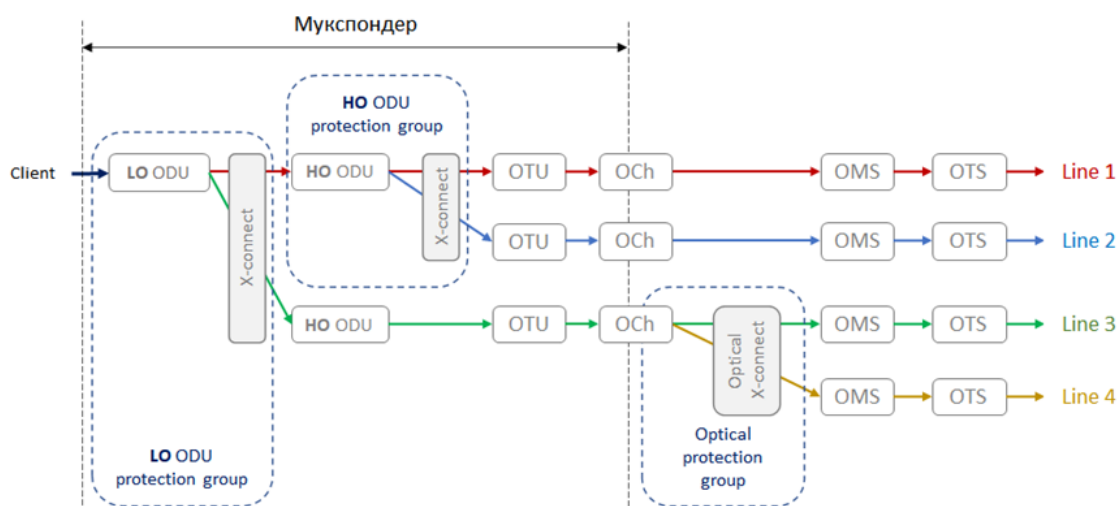 Мукспондер
HO ODU
protection group
Client
LO ODU
X-connect
HO ODU
X-connect
OTU
OCh
OMS
OTS
Line 1
OTU
OCh
OMS
OTS
Line 2
HO ODU
OTU
OCh
Optical
X-connect
OMS
OTS
Line 3
OMS
OTS
Line 4
LO ODU
protection group
Optical
protection
group